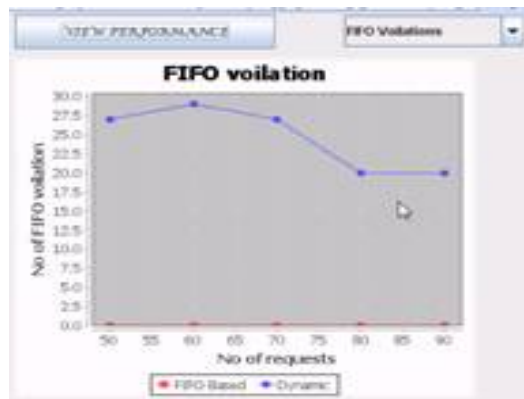 VIEW PERFORMANCE
FIFO Voilations
FIFO voilation
No of FIFO voilation
30.0
27.5
25.0
22.5
20.0
17.5
15.0
12.5
10.0
7.5
5.0
2.5
0.0
50 55 60 65 70 75 80 85 90
No of requests
FIFO Based Dynamic